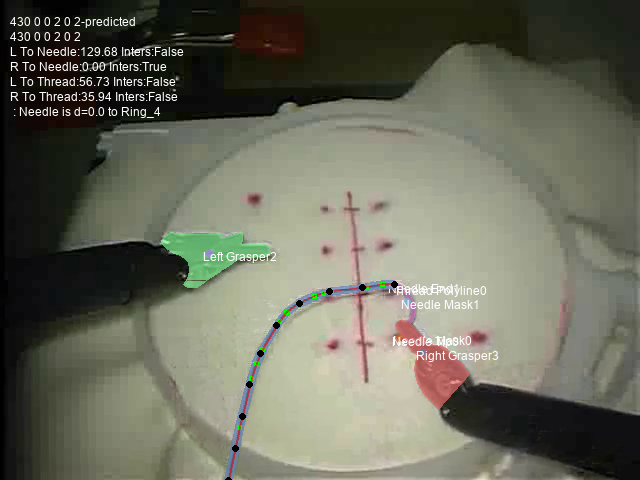 430 0 0 2 0 2-predicted
430 0 0 2 0 2
L To Needle:129.68 Inters:False
R To Needle:0.00 Inters:True
L To Thread:56.73 Inters:False
R To Thread:35.94 Inters:False
: Needle is d=0.0 to Ring_4
Left Grasper2
Polyline0
Needle Mask1
Needle
Right Grasper3